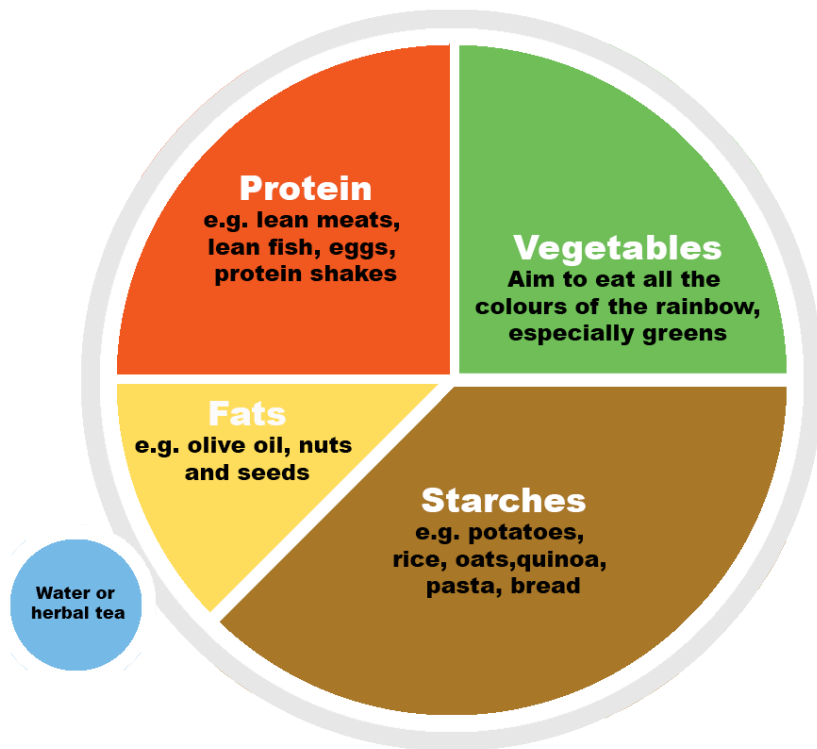 Protein
e.g. lean meats,
lean fish, eggs,
protein shakes
Vegetables
Aim to eat all the
colours of the rainbow,
especially greens
Fats
e.g. olive oil, nuts
and seeds
Starches
e.g. potatoes,
rice, oats,quinoa,
pasta, bread
Water or
herbal tea